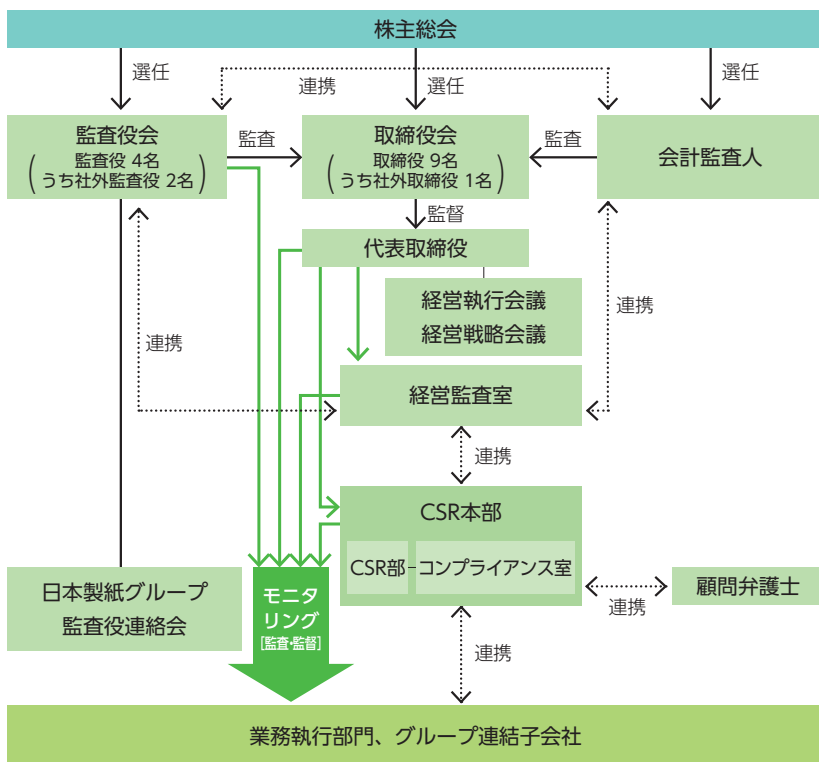 株主総会
選任
連携
選任
選任
監査役会
監査役 4名
うち社外監査役 2名
監査
取締役会
取締役 9名
うち社外取締役 1名
監査
会計監査人
監督
代表取締役
経営執行会議
経営戦略会議
連携
連携
経営監査室
連携
CSR本部
CSR部
コンプライアンス室
日本製紙グループ
監査役連絡会
モニタ
リング
[監査・監督]
連携
顧問弁護士
連携
業務執行部門、グループ連結子会社